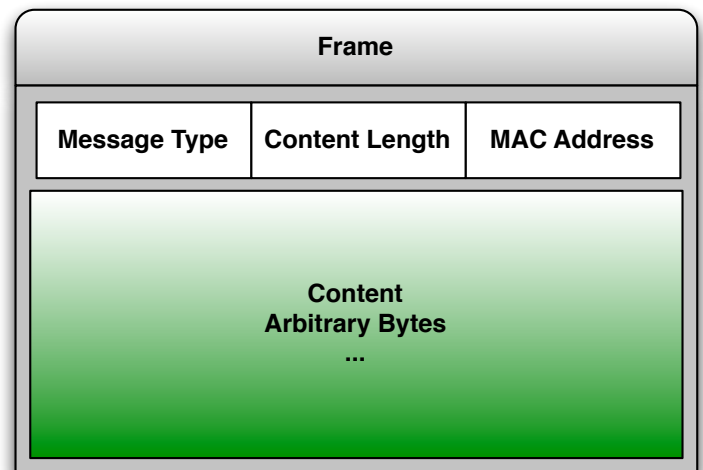 Frame
Message Type Content Length MAC Address
Content
Arbitrary Bytes
...